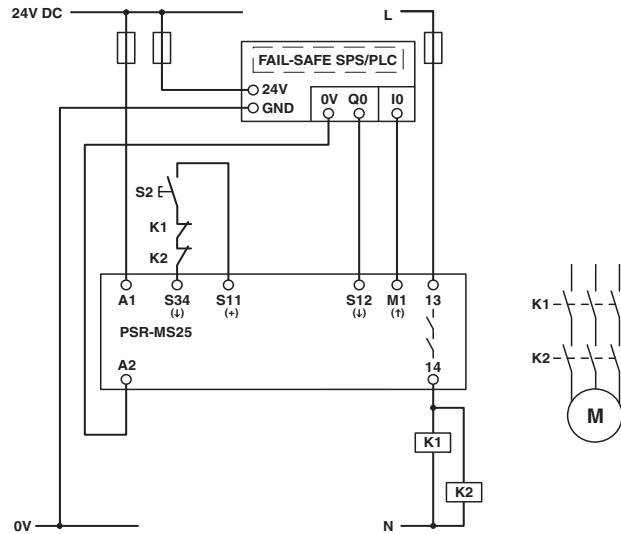 24V DC
L
FAIL-SAFE SPS/PLC
24V
GND
0V Q0 I0
S2
K1
K2
A1 S34 S11 S12 M1 13
(↓) (+) (↓) (↑)
PSR-MS25
A2 14
K1
K2
K1
K2
M
0V
N